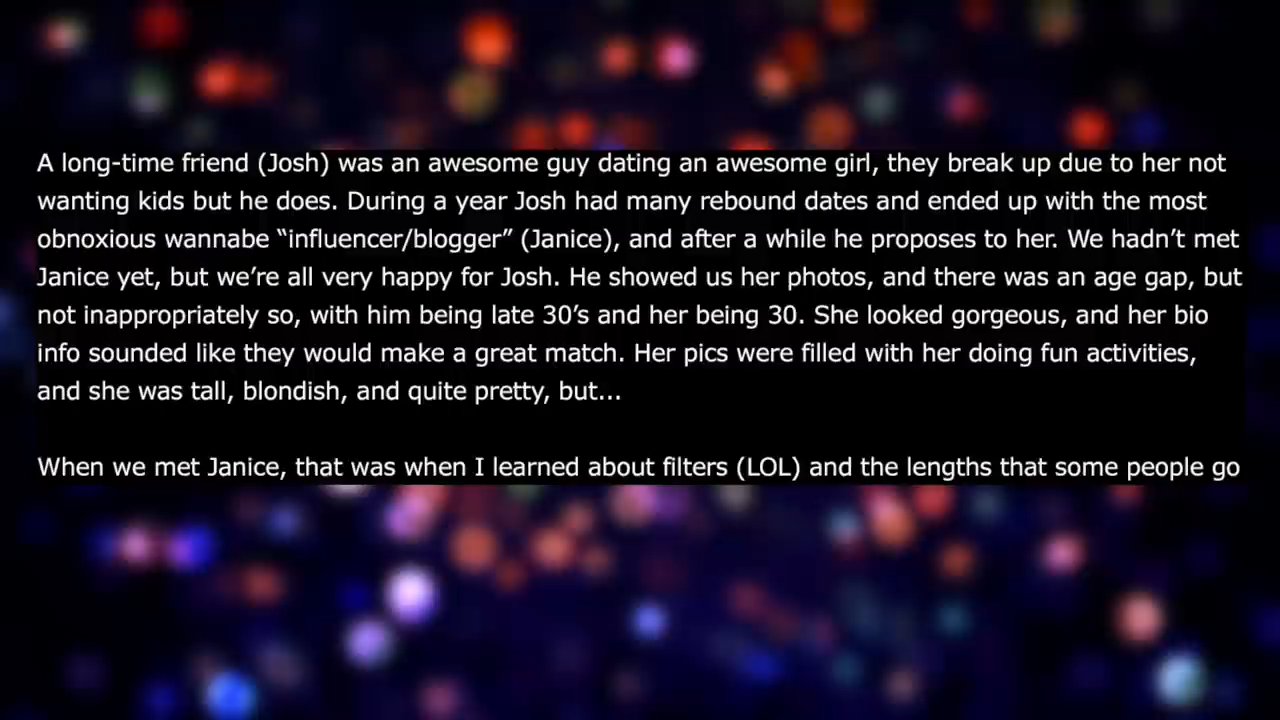 A long-time friend (Josh) was an awesome guy dating an awesome girl, they break up due to her not
wanting kids but he does. During a year Josh had many rebound dates and ended up with the most
obnoxious wannabe “influencer/blogger” (Janice), and after a while he proposes to her. We hadn’t met
Janice yet, but we’re all very happy for Josh. He showed us her photos, and there was an age gap, but
not inappropriately so, with him being late 30’s and her being 30. She looked gorgeous, and her bio
info sounded like they would make a great match. Her pics were filled with her doing fun activities,
and she was tall, blondish, and quite pretty, but...
When we met Janice, that was when I learned about filters (LOL) and the lengths that some people go